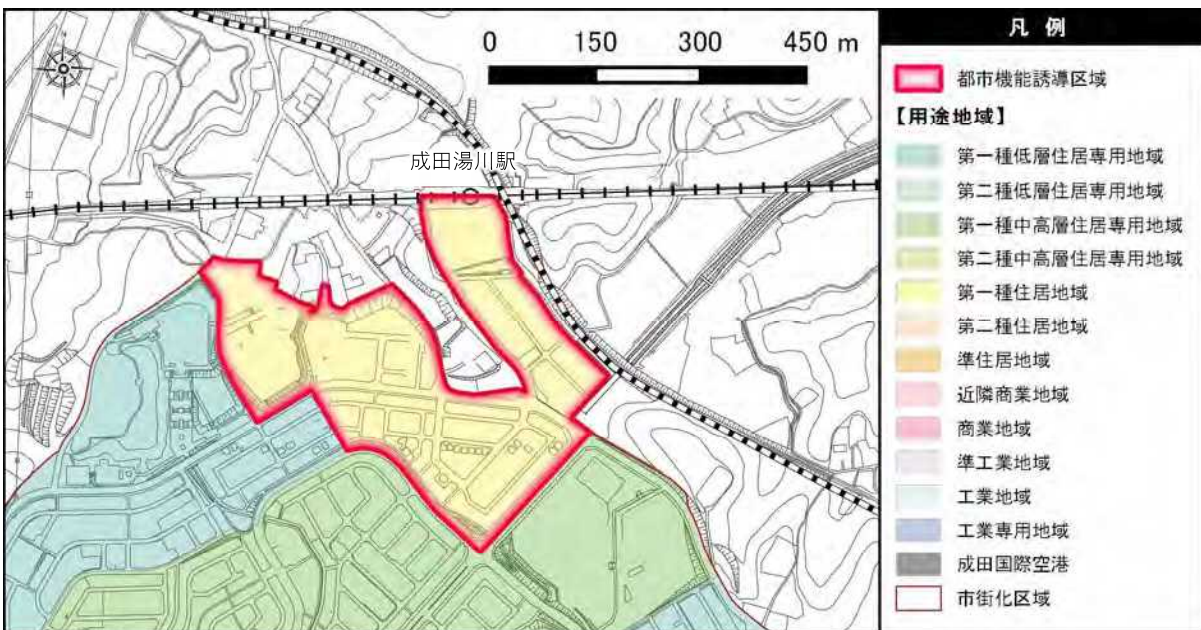 0 150 300 450 m
成田湯川駅
凡例
都市機能誘導区域
【用途地域】
第一種低層住居専用地域
第二種低層住居専用地域
第一種中高層住居専用地域
第二種中高層住居専用地域
第一種住居地域
第二種住居地域
準住居地域
近隣商業地域
商業地域
準工業地域
工業地域
工業専用地域
成田国際空港
市街化区域